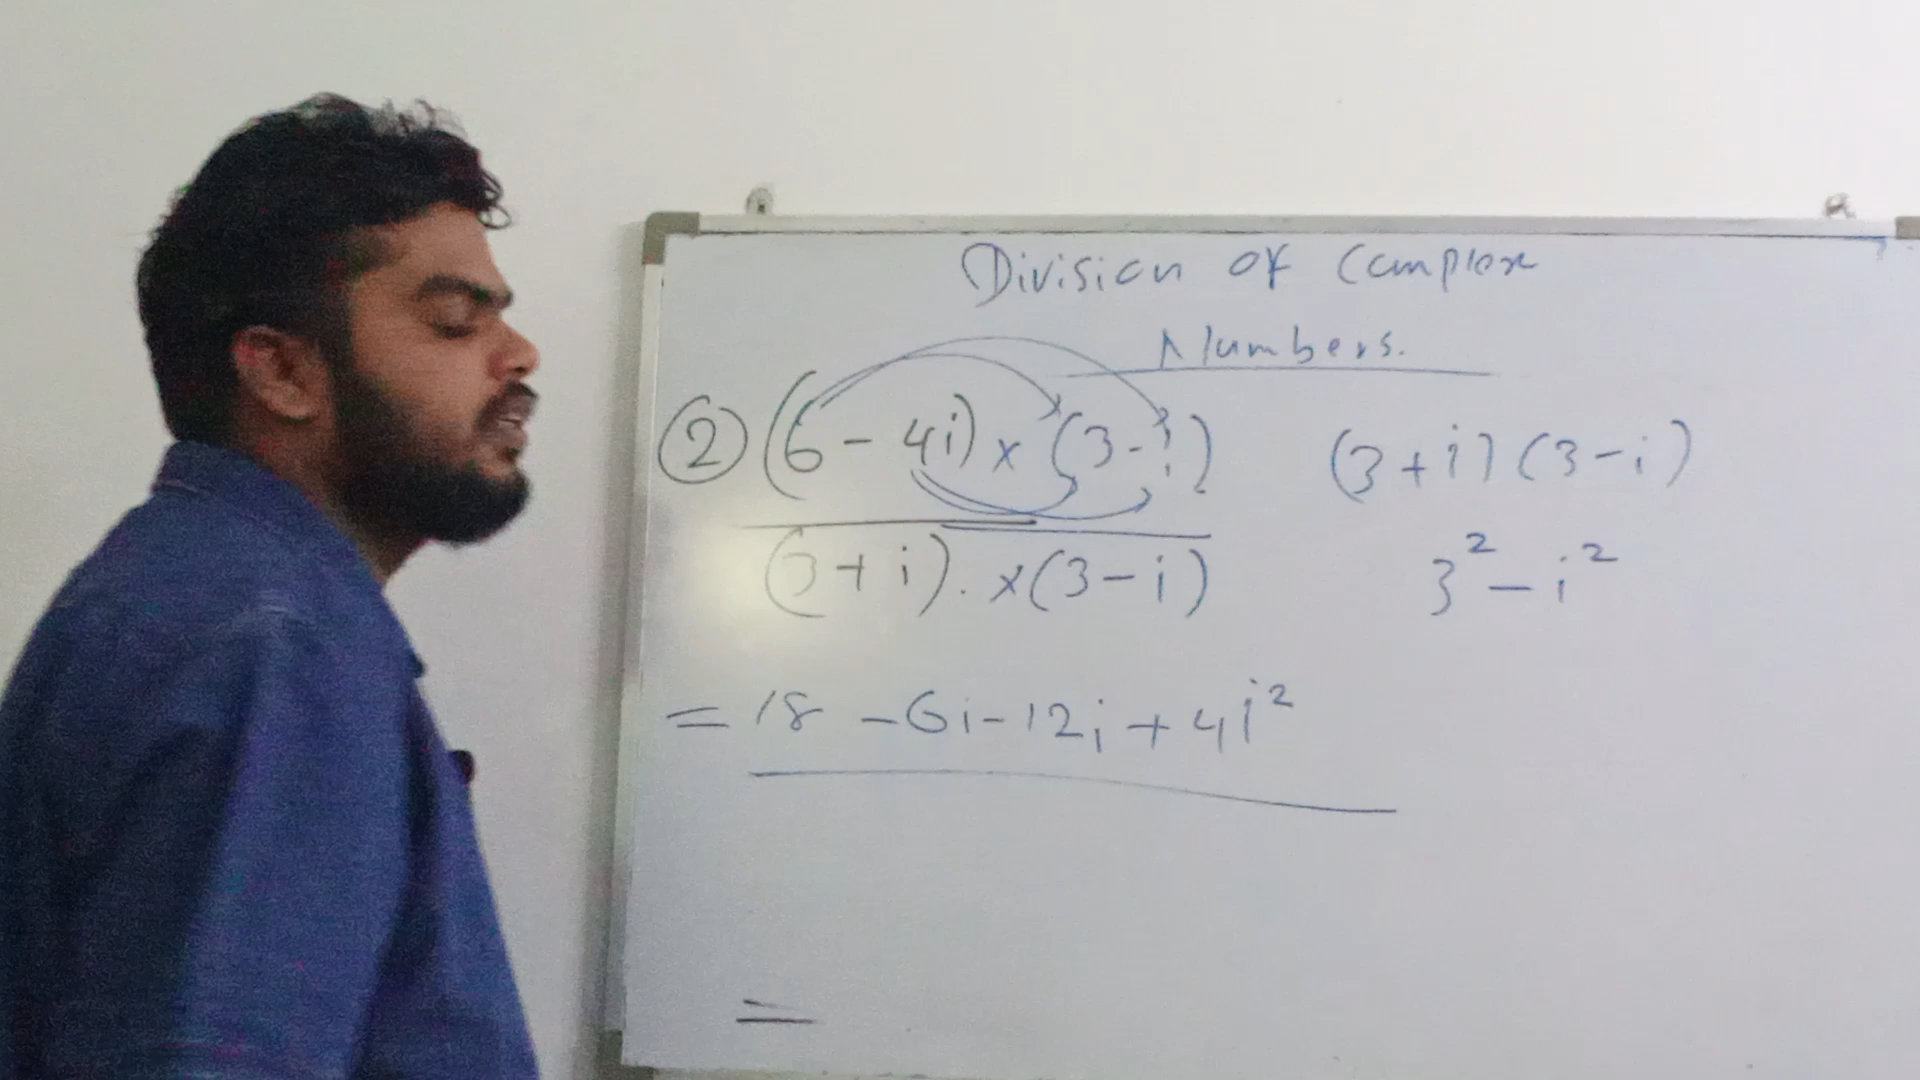 Division of Complex
Numbers.
② (6 - 4i) x (3 - i)
(3 + i) . x (3 - i)
(3 + i) (3 - i)
3² - i²
= 18 - 6i - 12i + 4i²
=